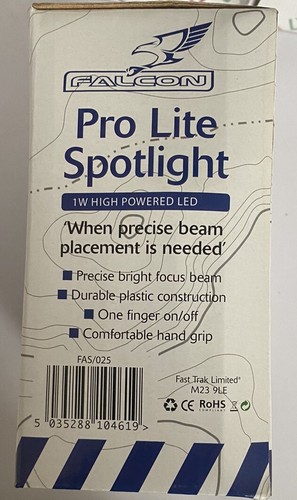 FALCON
Pro Lite
Spotlight
1W HIGH POWERED LED
'When precise beam
placement is needed'
Precise bright focus beam
Durable plastic construction
One finger on/off
Comfortable hand grip
FAS/025
Fast Trak Limited®
M23 9LE
CE RoHS
COMPLIANT
5 035288 104619 >